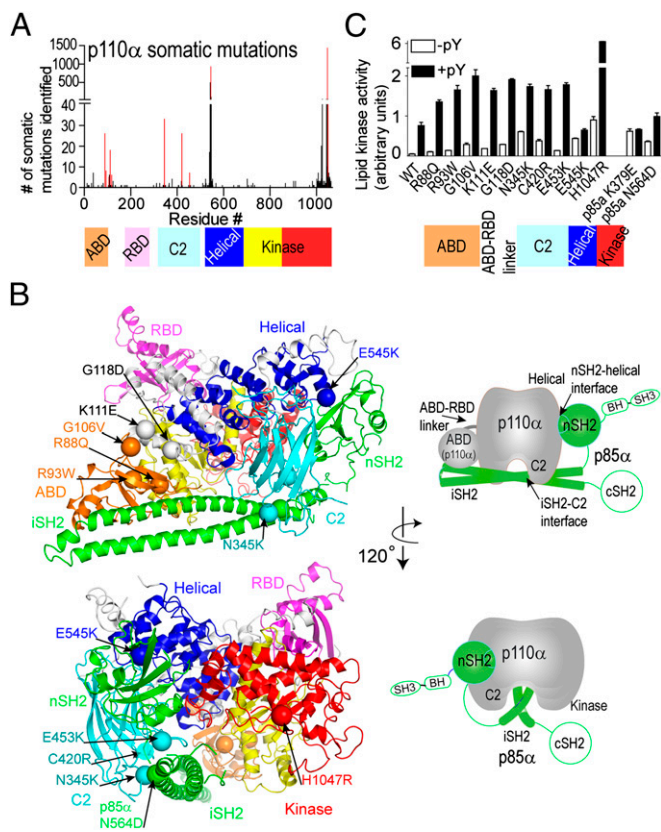 A
p110α somatic mutations
# of somatic
mutations identified
1500
1000
500
40
30
20
10
0
0 200 400 600 800 1000
Residue #
ABD
RBD
C2
Helical
Kinase
C
-pY
+pY
Lipid kinase activity
(arbitrary units)
6
2
2
1
0
WT
R88Q
R93W
G106V
K111E
G118D
N345K
C420R
E453K
E545K
H1047R
p85a K379E
p85a N564D
ABD
ABD-RBD
linker
C2
Helical
Kinase
B
RBD
Helical
G118D
E545K
K111E
G106V
R88Q
R93W
ABD
nSH2
iSH2
C2
N345K
nSH2-helical
interface
Helical
SH3
BH
ABD-RBD
linker
p110α
nSH2
ABD
(p110α)
p85α
C2
iSH2
cSH2
iSH2-C2
interface
120°
Helical
RBD
E545K
nSH2
E453K
C420R
N345K
C2
p85α
N564D
iSH2
H1047R
Kinase
nSH2
p110α
SH3
BH
C2
Kinase
iSH2
cSH2
p85α